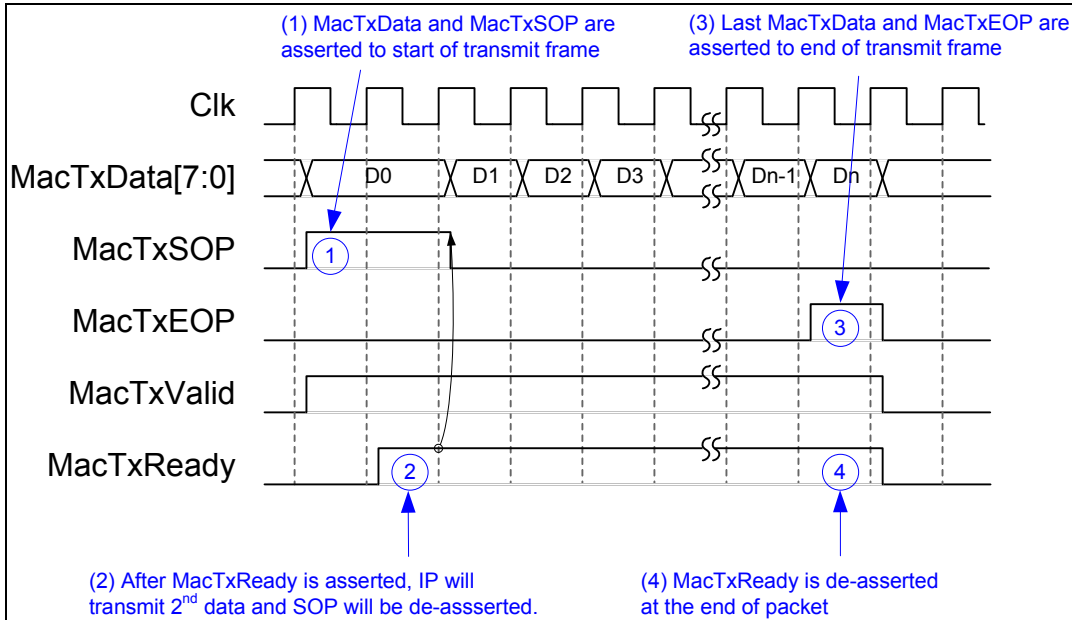 (1) MacTxData and MacTxSOP are
asserted to start of transmit frame
(3) Last MacTxData and MacTxEOP are
asserted to end of transmit frame
Clk
MacTxData[7:0]
D0
D1
D2
D3
Dn-1
Dn
MacTxSOP
1
MacTxEOP
3
MacTxValid
MacTxReady
2
4
(2) After MacTxReady is asserted, IP will
transmit 2nd data and SOP will be de-assserted.
(4) MacTxReady is de-asserted
at the end of packet